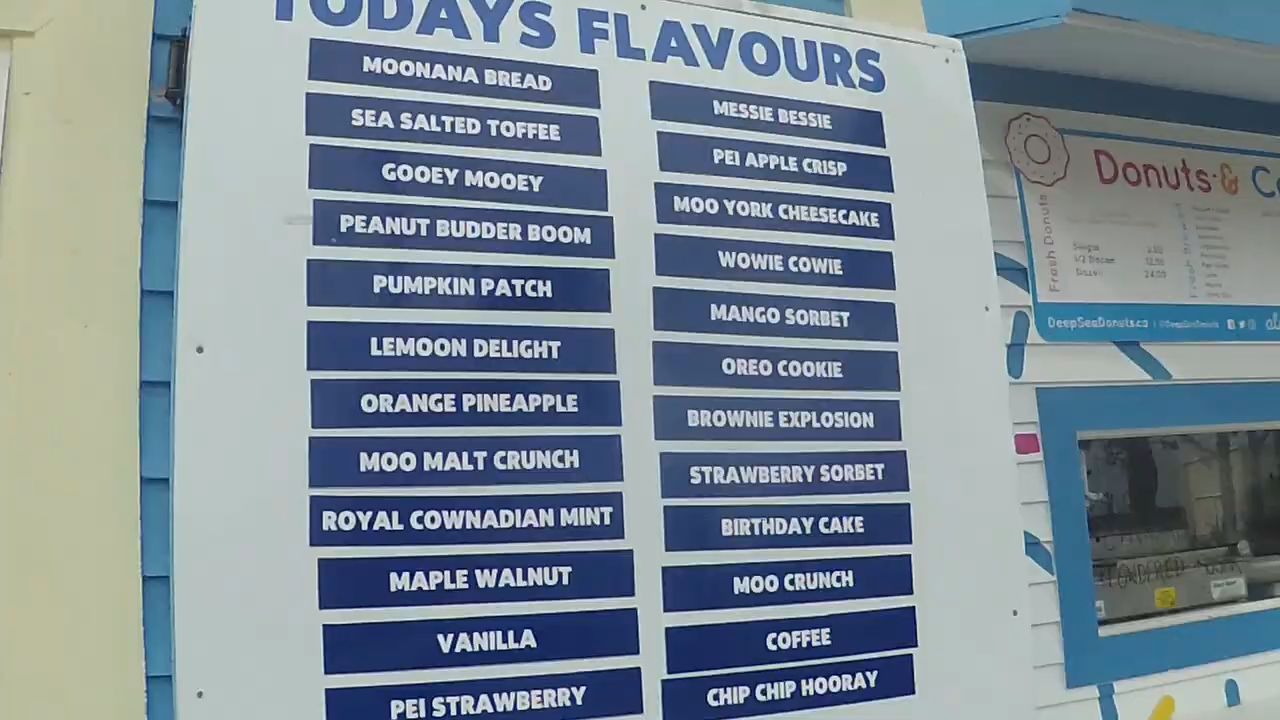 TODAYS FLAVOURS
MOONANA BREAD
SEA SALTED TOFFEE
GOOEY MOOEY
PEANUT BUDDER BOOM
PUMPKIN PATCH
LEMOON DELIGHT
ORANGE PINEAPPLE
MOO MALT CRUNCH
ROYAL COWNADIAN MINT
MAPLE WALNUT
VANILLA
PEI STRAWBERRY
MESSIE BESSIE
PEI APPLE CRISP
MOO YORK CHEESECAKE
WOWIE COWIE
MANGO SORBET
OREO COOKIE
BROWNIE EXPLOSION
STRAWBERRY SORBET
BIRTHDAY CAKE
MOO CRUNCH
COFFEE
CHIP CHIP HOORAY
Donuts &
Fresh Donuts
DeepSeaDonuts.ca